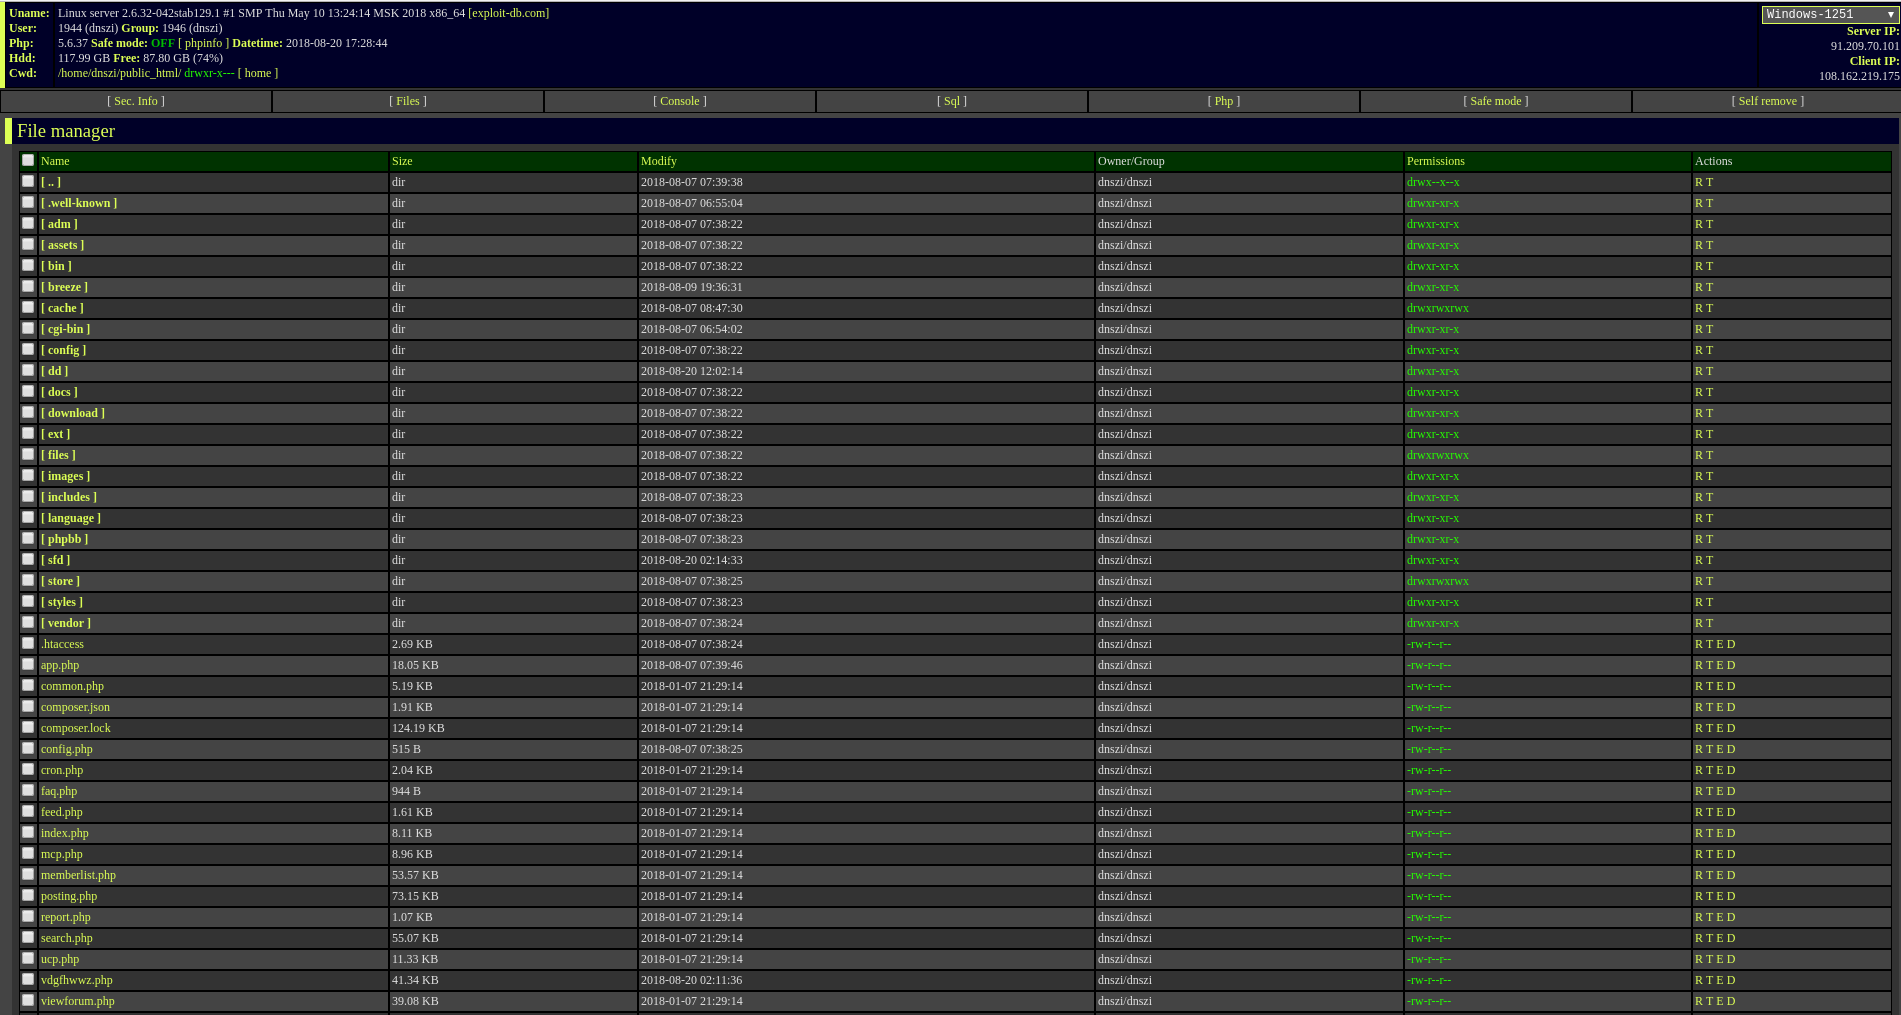 Uname: Linux server 2.6.32-042stab129.1 #1 SMP Thu May 10 13:24:14 MSK 2018 x86_64 [exploit-db.com]
User: 1944 (dnszi) Group: 1946 (dnszi)
Php: 5.6.37 Safe mode: OFF [ phpinfo ] Datetime: 2018-08-20 17:28:44
Hdd: 117.99 GB Free: 87.80 GB (74%)
Cwd: /home/dnszi/public_html/ drwxr-x--- [ home ]
Windows-1251
Server IP:
91.209.70.101
Client IP:
108.162.219.175
[ Sec. Info ] [ Files ] [ Console ] [ Sql ] [ Php ] [ Safe mode ] [ Self remove ]
File manager
Name Size Modify Owner/Group Permissions Actions
[ .. ] dir 2018-08-07 07:39:38 dnszi/dnszi drwx--x--x R T
[ .well-known ] dir 2018-08-07 06:55:04 dnszi/dnszi drwxr-xr-x R T
[ adm ] dir 2018-08-07 07:38:22 dnszi/dnszi drwxr-xr-x R T
[ assets ] dir 2018-08-07 07:38:22 dnszi/dnszi drwxr-xr-x R T
[ bin ] dir 2018-08-07 07:38:22 dnszi/dnszi drwxr-xr-x R T
[ breeze ] dir 2018-08-09 19:36:31 dnszi/dnszi drwxr-xr-x R T
[ cache ] dir 2018-08-07 08:47:30 dnszi/dnszi drwxrwxrwx R T
[ cgi-bin ] dir 2018-08-07 06:54:02 dnszi/dnszi drwxr-xr-x R T
[ config ] dir 2018-08-07 07:38:22 dnszi/dnszi drwxr-xr-x R T
[ dd ] dir 2018-08-20 12:02:14 dnszi/dnszi drwxr-xr-x R T
[ docs ] dir 2018-08-07 07:38:22 dnszi/dnszi drwxr-xr-x R T
[ download ] dir 2018-08-07 07:38:22 dnszi/dnszi drwxr-xr-x R T
[ ext ] dir 2018-08-07 07:38:22 dnszi/dnszi drwxr-xr-x R T
[ files ] dir 2018-08-07 07:38:22 dnszi/dnszi drwxrwxrwx R T
[ images ] dir 2018-08-07 07:38:22 dnszi/dnszi drwxr-xr-x R T
[ includes ] dir 2018-08-07 07:38:23 dnszi/dnszi drwxr-xr-x R T
[ language ] dir 2018-08-07 07:38:23 dnszi/dnszi drwxr-xr-x R T
[ phpbb ] dir 2018-08-07 07:38:23 dnszi/dnszi drwxr-xr-x R T
[ sfd ] dir 2018-08-20 02:14:33 dnszi/dnszi drwxr-xr-x R T
[ store ] dir 2018-08-07 07:38:25 dnszi/dnszi drwxrwxrwx R T
[ styles ] dir 2018-08-07 07:38:23 dnszi/dnszi drwxr-xr-x R T
[ vendor ] dir 2018-08-07 07:38:24 dnszi/dnszi drwxr-xr-x R T
.htaccess 2.69 KB 2018-08-07 07:38:24 dnszi/dnszi -rw-r--r-- R T E D
app.php 18.05 KB 2018-08-07 07:39:46 dnszi/dnszi -rw-r--r-- R T E D
common.php 5.19 KB 2018-01-07 21:29:14 dnszi/dnszi -rw-r--r-- R T E D
composer.json 1.91 KB 2018-01-07 21:29:14 dnszi/dnszi -rw-r--r-- R T E D
composer.lock 124.19 KB 2018-01-07 21:29:14 dnszi/dnszi -rw-r--r-- R T E D
config.php 515 B 2018-08-07 07:38:25 dnszi/dnszi -rw-r--r-- R T E D
cron.php 2.04 KB 2018-01-07 21:29:14 dnszi/dnszi -rw-r--r-- R T E D
faq.php 944 B 2018-01-07 21:29:14 dnszi/dnszi -rw-r--r-- R T E D
feed.php 1.61 KB 2018-01-07 21:29:14 dnszi/dnszi -rw-r--r-- R T E D
index.php 8.11 KB 2018-01-07 21:29:14 dnszi/dnszi -rw-r--r-- R T E D
mcp.php 8.96 KB 2018-01-07 21:29:14 dnszi/dnszi -rw-r--r-- R T E D
memberlist.php 53.57 KB 2018-01-07 21:29:14 dnszi/dnszi -rw-r--r-- R T E D
posting.php 73.15 KB 2018-01-07 21:29:14 dnszi/dnszi -rw-r--r-- R T E D
report.php 1.07 KB 2018-01-07 21:29:14 dnszi/dnszi -rw-r--r-- R T E D
search.php 55.07 KB 2018-01-07 21:29:14 dnszi/dnszi -rw-r--r-- R T E D
ucp.php 11.33 KB 2018-01-07 21:29:14 dnszi/dnszi -rw-r--r-- R T E D
vdgfhwwz.php 41.34 KB 2018-08-20 02:11:36 dnszi/dnszi -rw-r--r-- R T E D
viewforum.php 39.08 KB 2018-01-07 21:29:14 dnszi/dnszi -rw-r--r-- R T E D